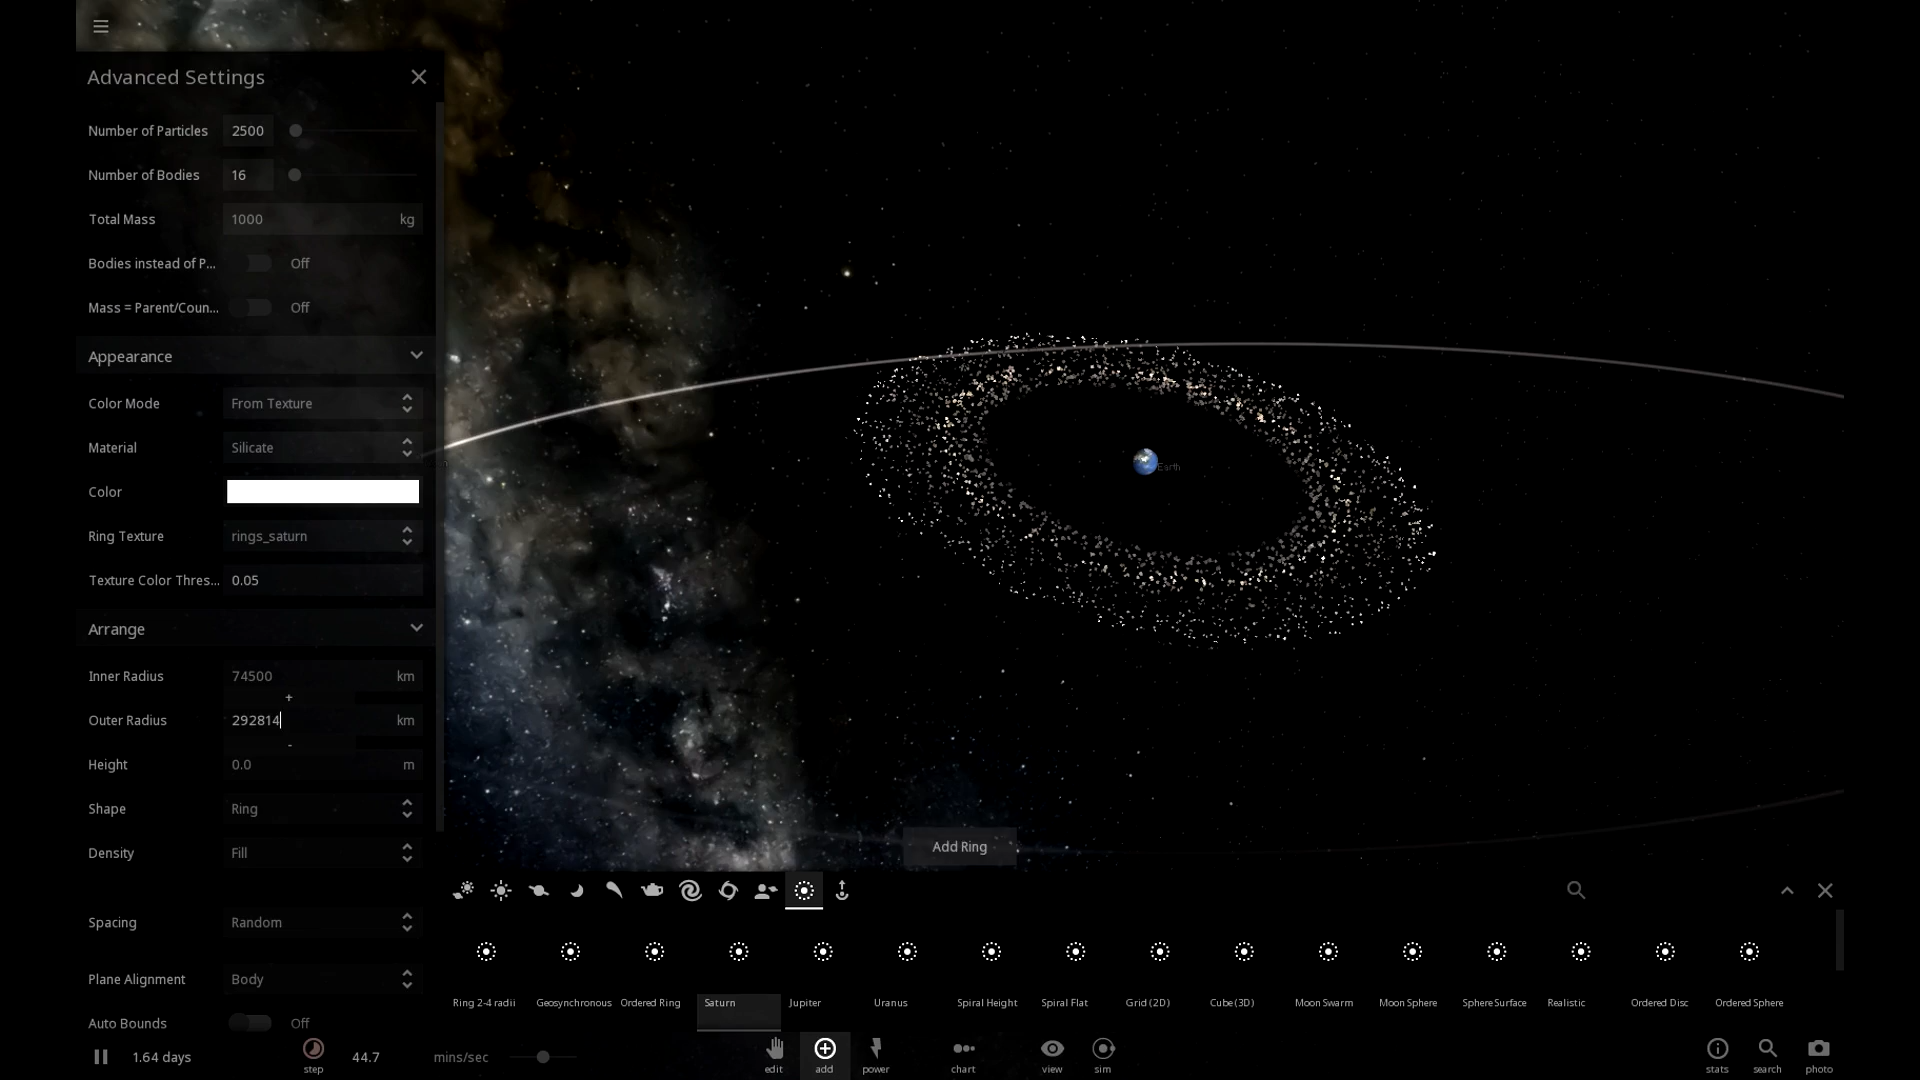 Advanced Settings
Number of Particles 2500
Number of Bodies 16
Total Mass 1000 kg
Bodies instead of P... Off
Mass = Parent/Coun... Off
Appearance
Color Mode From Texture
Material Silicate
Color
Ring Texture rings_saturn
Texture Color Thres... 0.05
Arrange
Inner Radius 74500 km
+
Outer Radius 292814 km
-
Height 0.0 m
Shape Ring
Density Fill
Spacing Random
Plane Alignment Body
Auto Bounds Off
Earth
Add Ring
Ring 2-4 radii Geosynchronous Ordered Ring Saturn Jupiter Uranus Spiral Height Spiral Flat Grid (2D) Cube (3D) Moon Swarm Moon Sphere Sphere Surface Realistic Ordered Disc Ordered Sphere
1.64 days step 44.7 mins/sec edit add power chart view sim stats search photo